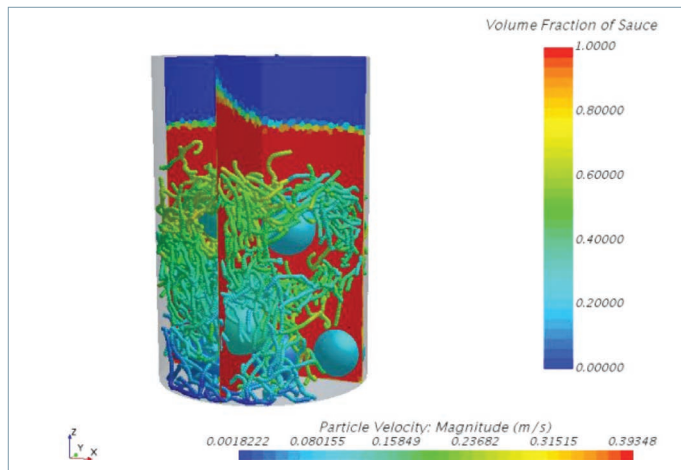 Volume Fraction of Sauce
1.0000
0.80000
0.60000
0.40000
0.20000
0.00000
Particle Velocity: Magnitude (m/s)
0.0018222 0.080155 0.15849 0.23682 0.31515 0.39348
Z
Y
X